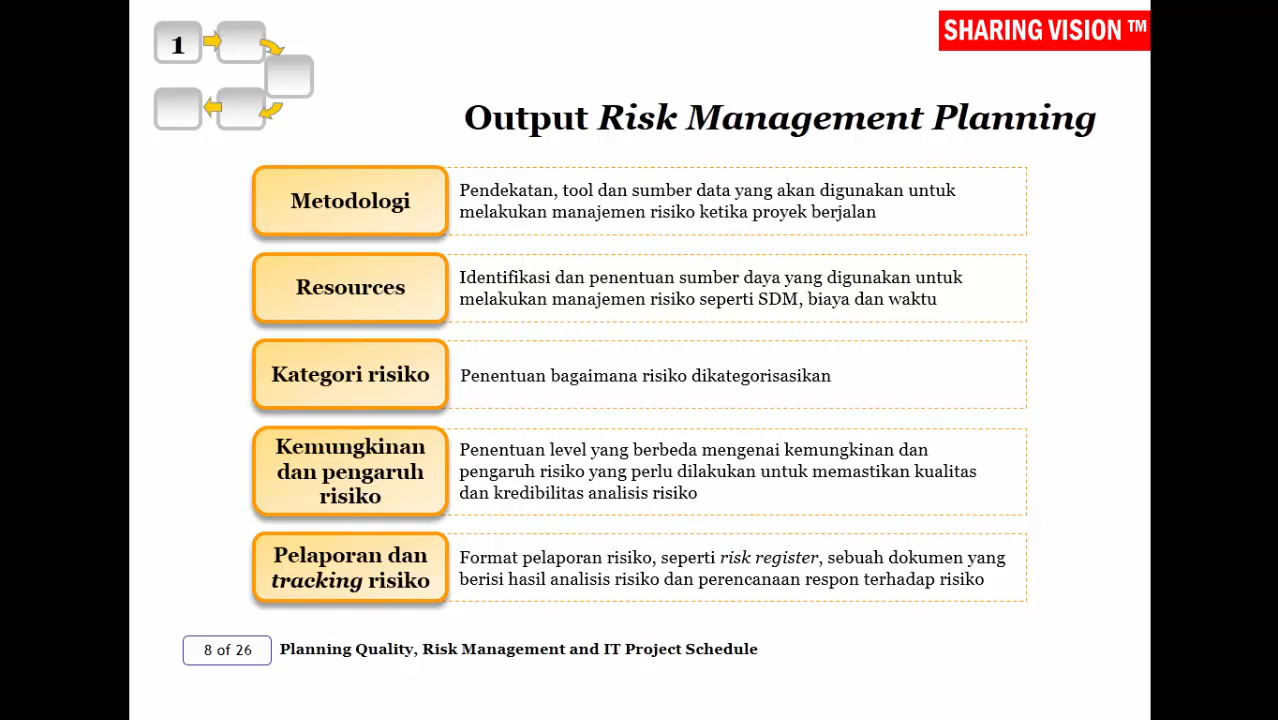 1
SHARING VISION ™
Output Risk Management Planning
Metodologi
Pendekatan, tool dan sumber data yang akan digunakan untuk
melakukan manajemen risiko ketika proyek berjalan
Resources
Identifikasi dan penentuan sumber daya yang digunakan untuk
melakukan manajemen risiko seperti SDM, biaya dan waktu
Kategori risiko
Penentuan bagaimana risiko dikategorisasikan
Kemungkinan
dan pengaruh
risiko
Penentuan level yang berbeda mengenai kemungkinan dan
pengaruh risiko yang perlu dilakukan untuk memastikan kualitas
dan kredibilitas analisis risiko
Pelaporan dan
tracking risiko
Format pelaporan risiko, seperti risk register, sebuah dokumen yang
berisi hasil analisis risiko dan perencanaan respon terhadap risiko
8 of 26
Planning Quality, Risk Management and IT Project Schedule